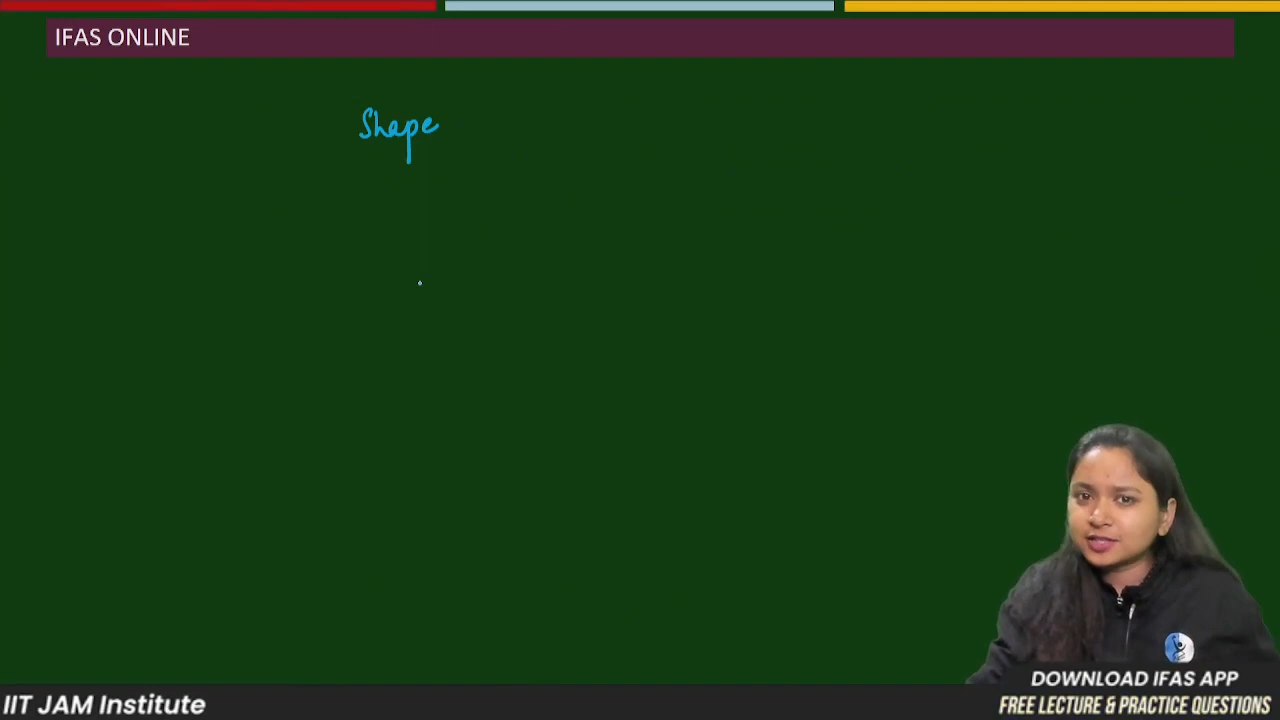 IFAS ONLINE
Shape
DOWNLOAD IFAS APP
IIT JAM Institute
FREE LECTURE & PRACTICE QUESTIONS